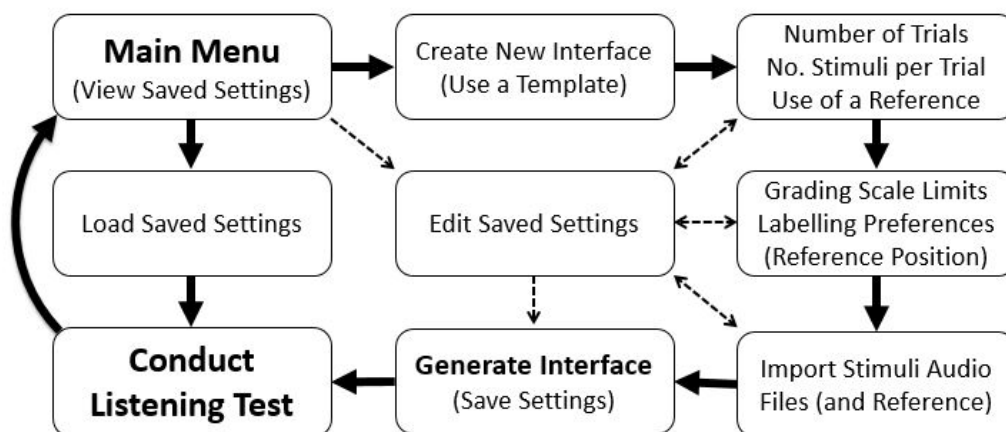 Main Menu
(View Saved Settings)
Create New Interface
(Use a Template)
Number of Trials
No. Stimuli per Trial
Use of a Reference
Load Saved Settings
Edit Saved Settings
Grading Scale Limits
Labelling Preferences
(Reference Position)
Conduct
Listening Test
Generate Interface
(Save Settings)
Import Stimuli Audio
Files (and Reference)